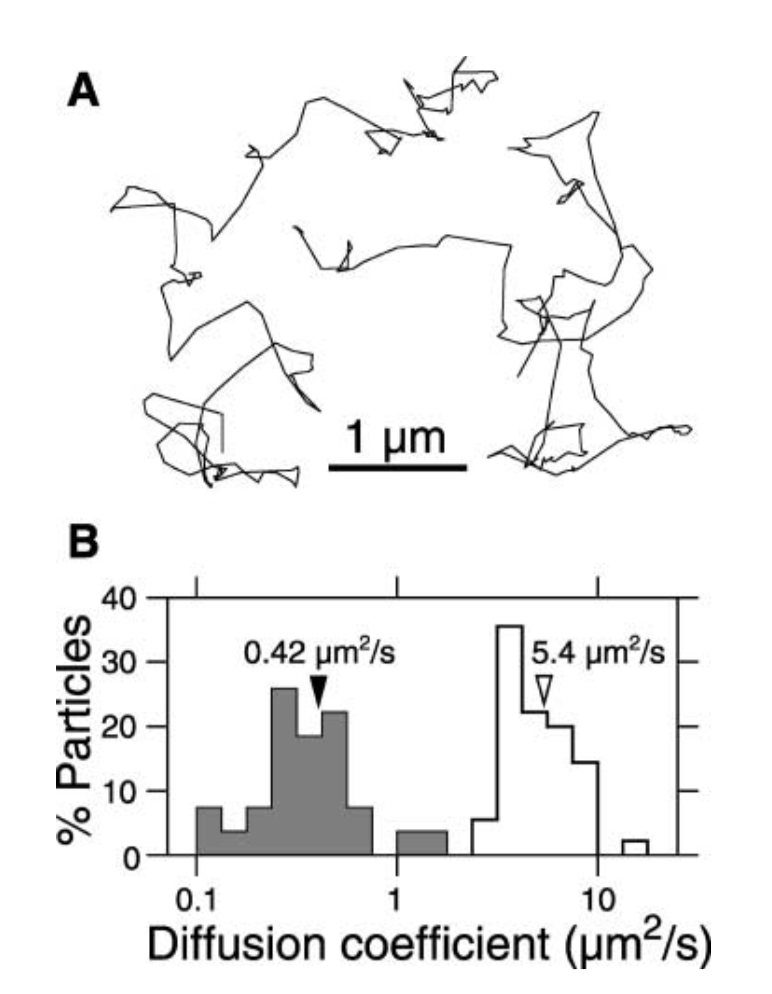 A
1 µm
B
% Particles
40
30
20
10
0
0.42 µm²/s
5.4 µm²/s
0.1
1
10
Diffusion coefficient (µm²/s)